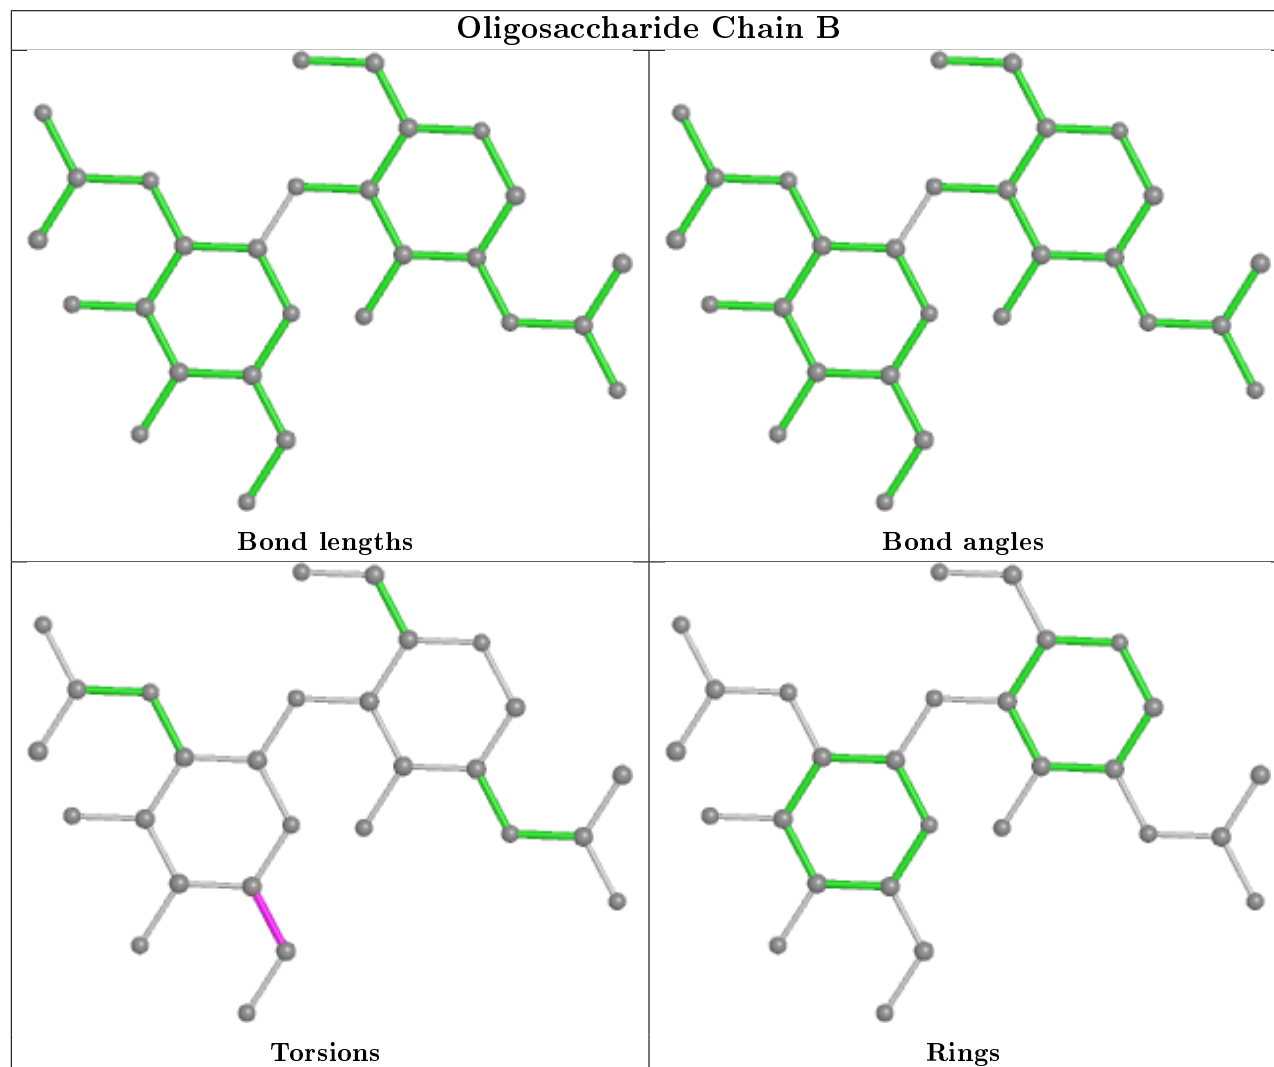 Oligosaccharide Chain B
Bond lengths
Bond angles
Torsions
Rings